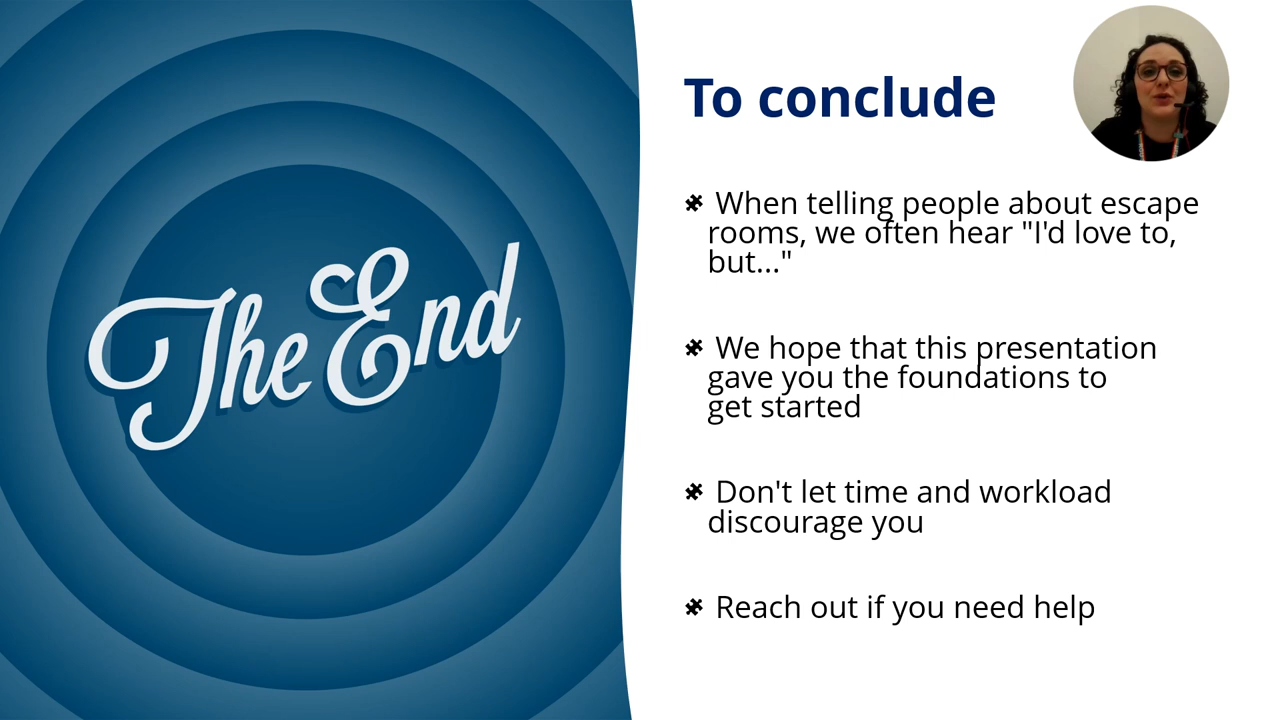 The End
To conclude
When telling people about escape
rooms, we often hear "I'd love to,
but..."
We hope that this presentation
gave you the foundations to
get started
Don't let time and workload
discourage you
Reach out if you need help